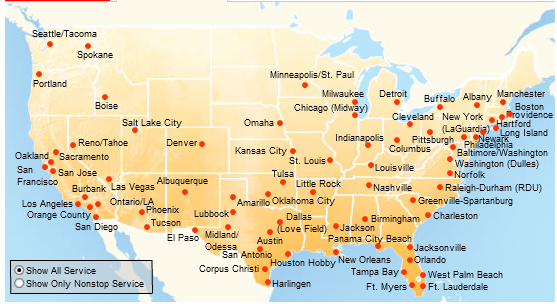 Seattle/Tacoma
Spokane
Portland
Boise
Minneapolis/St. Paul
Milwaukee
Chicago (Midway)
Detroit
Buffalo
Albany
Manchester
Boston
Providence
Hartford
Long Island
New York
(LaGuardia)
Newark
Philadelphia
Cleveland
Pittsburgh
Salt Lake City
Omaha
Denver
Reno/Tahoe
Indianapolis
Columbus
Baltimore/Washington
Washington (Dulles)
Oakland
Sacramento
San
Francisco
San Jose
Kansas City
St. Louis
Louisville
Norfolk
Burbank
Las Vegas
Albuquerque
Tulsa
Little Rock
Nashville
Raleigh-Durham (RDU)
Los Angeles
Ontario/LA
Orange County
Amarillo
Oklahoma City
Greenville-Spartanburg
San Diego
Phoenix
Tucson
Lubbock
Dallas
(Love Field)
Jackson
Birmingham
Charleston
El Paso
Midland/
Odessa
Austin
Panama City Beach
Jacksonville
San Antonio
Houston Hobby
New Orleans
Orlando
Corpus Christi
Tampa Bay
West Palm Beach
Harlingen
Ft. Myers
Ft. Lauderdale
Show All Service
Show Only Nonstop Service